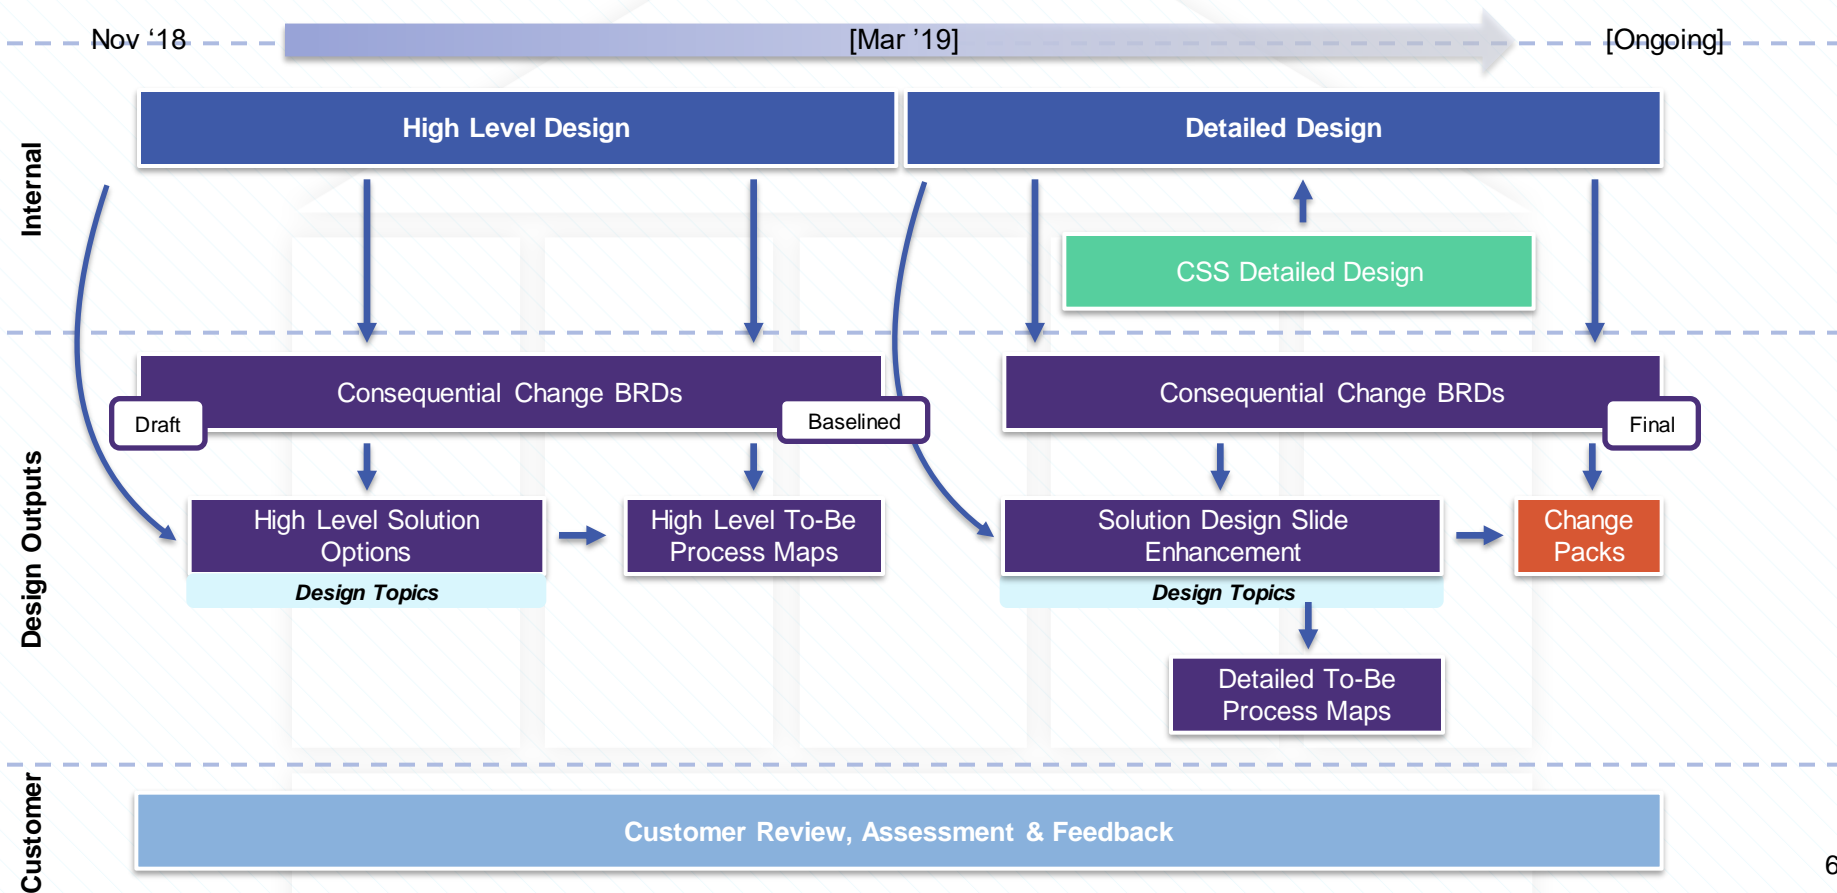 Nov ‘18
[Mar ’19]
[Ongoing]
Internal
High Level Design
Detailed Design
CSS Detailed Design
Design Outputs
Consequential Change BRDs
Draft
Baselined
Consequential Change BRDs
Final
High Level Solution
Options
Design Topics
High Level To-Be
Process Maps
Solution Design Slide
Enhancement
Design Topics
Change
Packs
Detailed To-Be
Process Maps
Customer
Customer Review, Assessment & Feedback
6